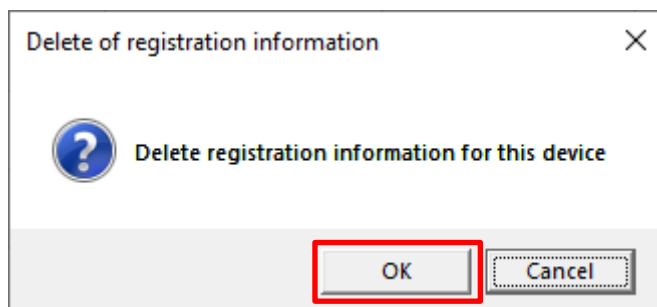 Delete of registration information
Delete registration information for this device
OK
Cancel